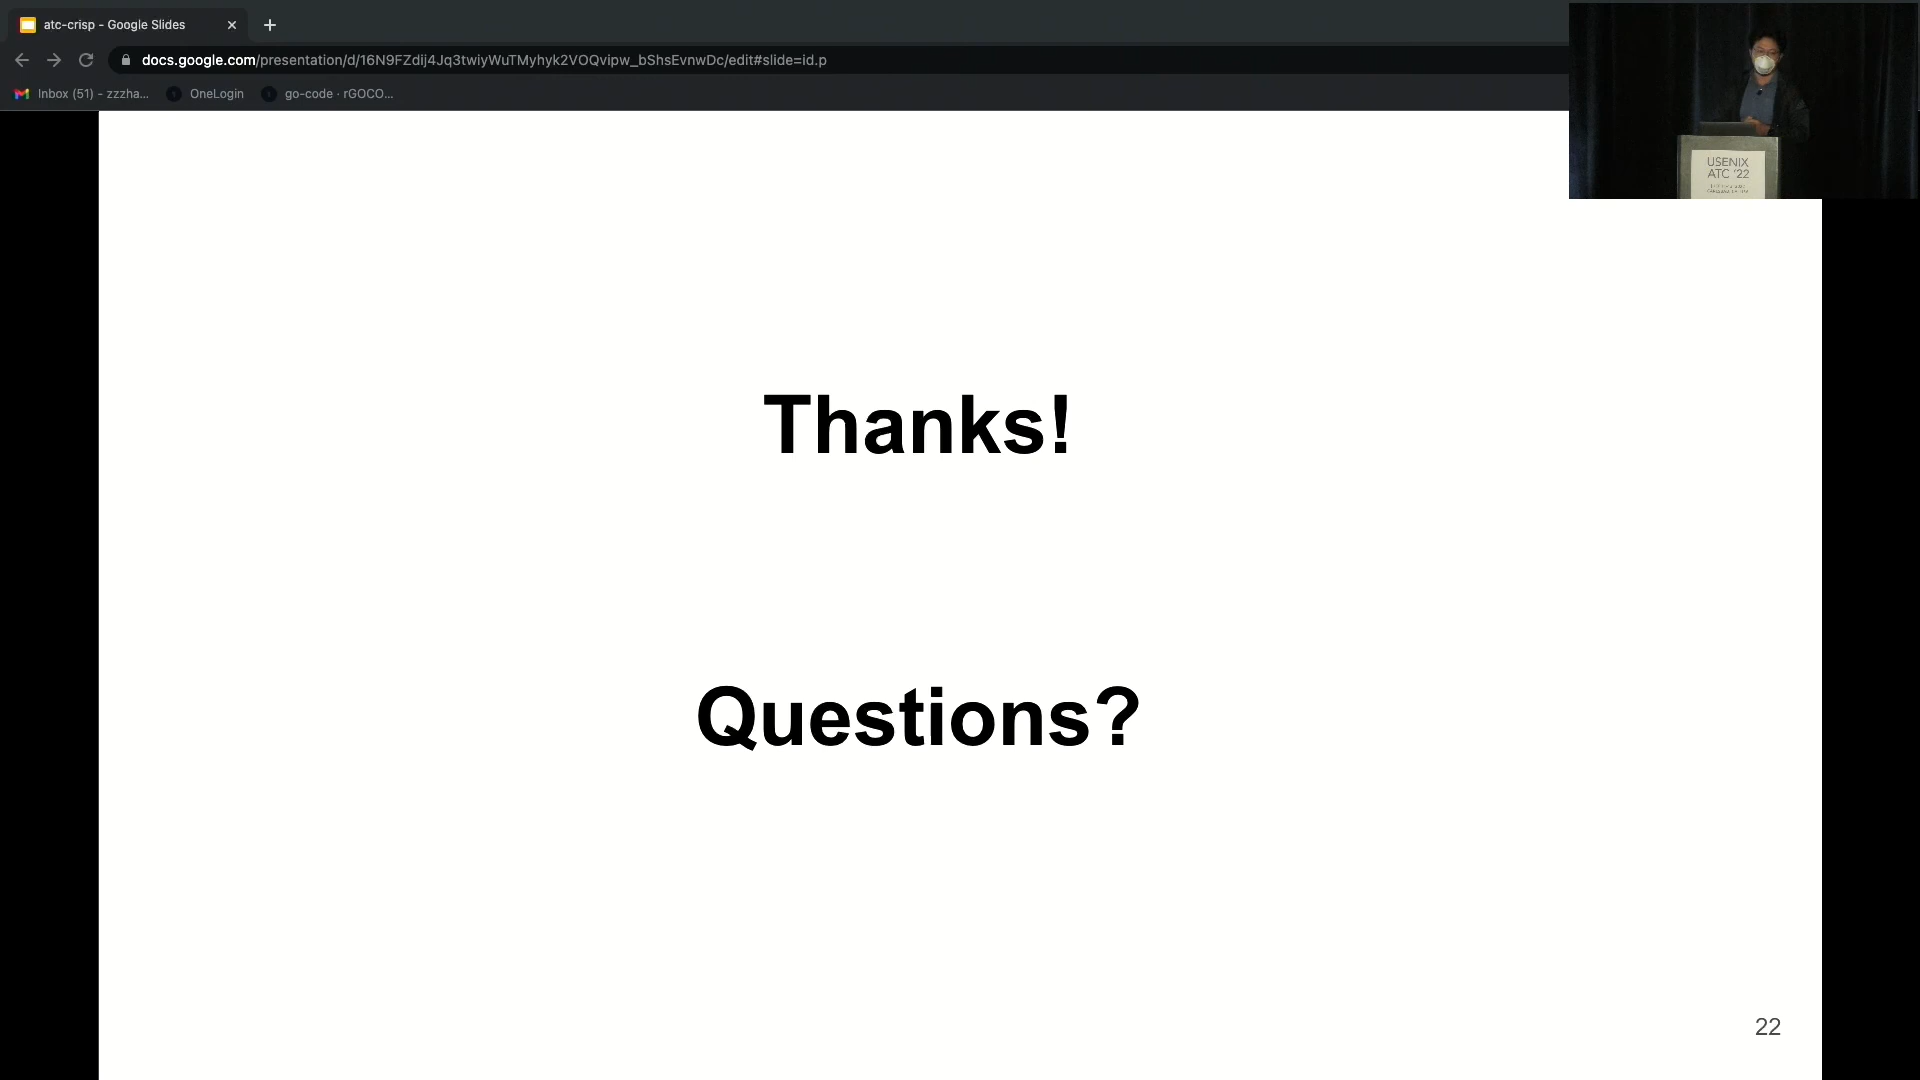 atc-crisp - Google Slides
docs.google.com/presentation/d/16N9FZdij4Jq3twiyWuTMyhyk2VOQvipw_bShsEvnwDc/edit#slide=id.p
Inbox (51) - zzzha...
OneLogin
go-code · rGOCO...
USENIX
ATC '22
Thanks!
Questions?
22